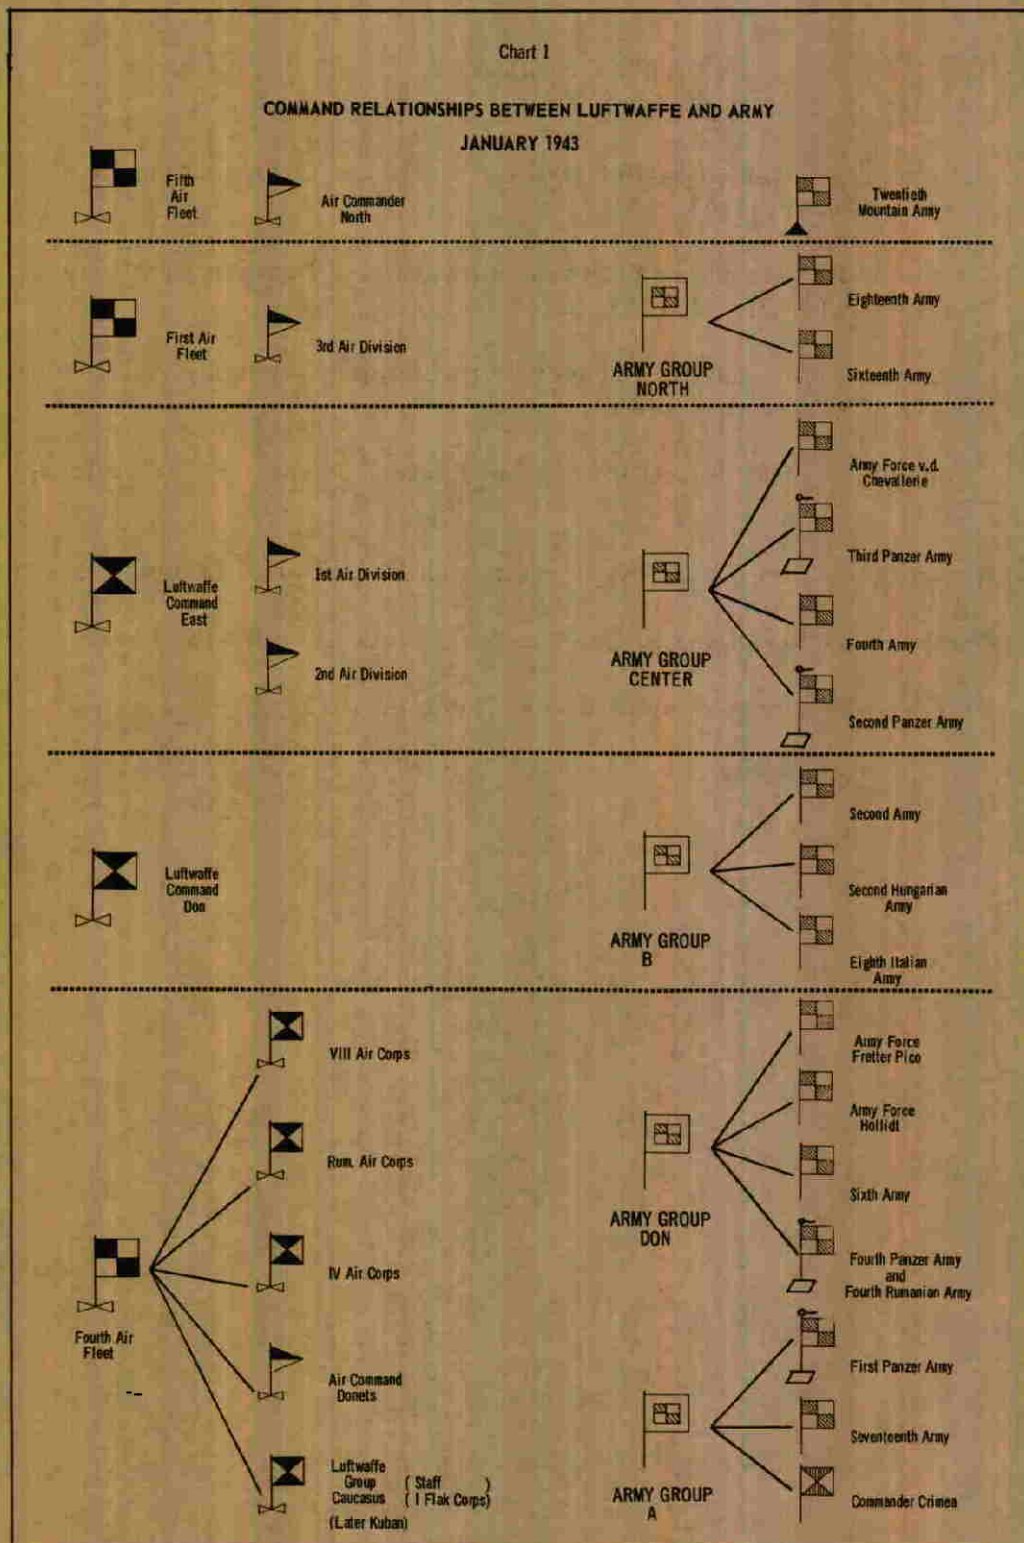 Chart 1
COMMAND RELATIONSHIPS BETWEEN LUFTWAFFE AND ARMY
JANUARY 1943
Fifth
Air
Fleet
Air Commander
North
Twentieth
Mountain Army
First Air
Fleet
3rd Air Division
ARMY GROUP
NORTH
Eighteenth Army
Sixteenth Army
Luftwaffe
Command
East
1st Air Division
2nd Air Division
ARMY GROUP
CENTER
Army Force v.d.
Chevallerie
Third Panzer Army
Fourth Army
Second Panzer Army
Luftwaffe
Command
Don
ARMY GROUP
B
Second Army
Second Hungarian
Army
Eighth Italian
Army
Fourth Air
Fleet
VIII Air Corps
Rum. Air Corps
IV Air Corps
Air Command
Donets
Luftwaffe
Group ( Staff )
Caucasus ( I Flak Corps)
(Later Kuban)
ARMY GROUP
DON
Army Force
Fretter Pico
Army Force
Hollidt
Sixth Army
Fourth Panzer Army
and
Fourth Rumanian Army
ARMY GROUP
A
First Panzer Army
Seventeenth Army
Commander Crimea